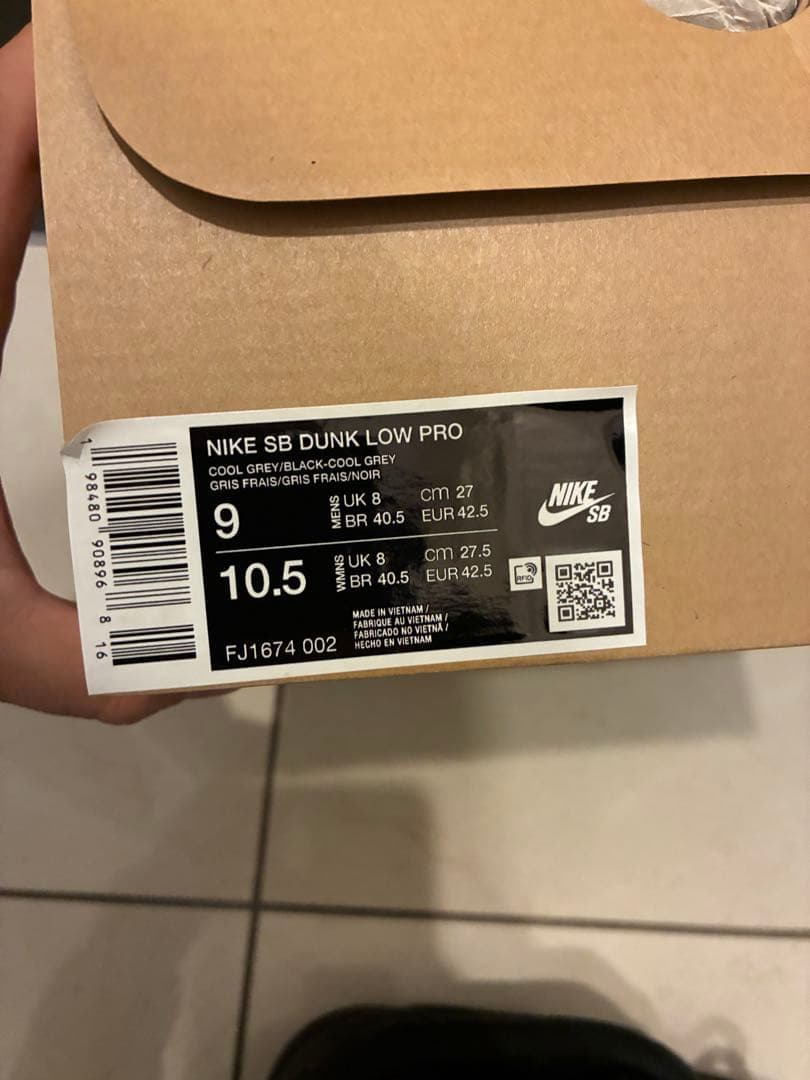 NIKE SB DUNK LOW PRO
COOL GREY/BLACK-COOL GREY
GRIS FRAIS/GRIS FRAIS/NOIR
9
MENS
UK 8 cm 27
BR 40.5 EUR 42.5
10.5
WMNS
UK 8 cm 27.5
BR 40.5 EUR 42.5
FJ1674 002
MADE IN VIETNAM /
FABRIQUE AU VIETNAM /
FABRICADO NO VIETNÃ /
HECHO EN VIETNAM
NIKE
SB
RFID
1 98480 90896 8 16